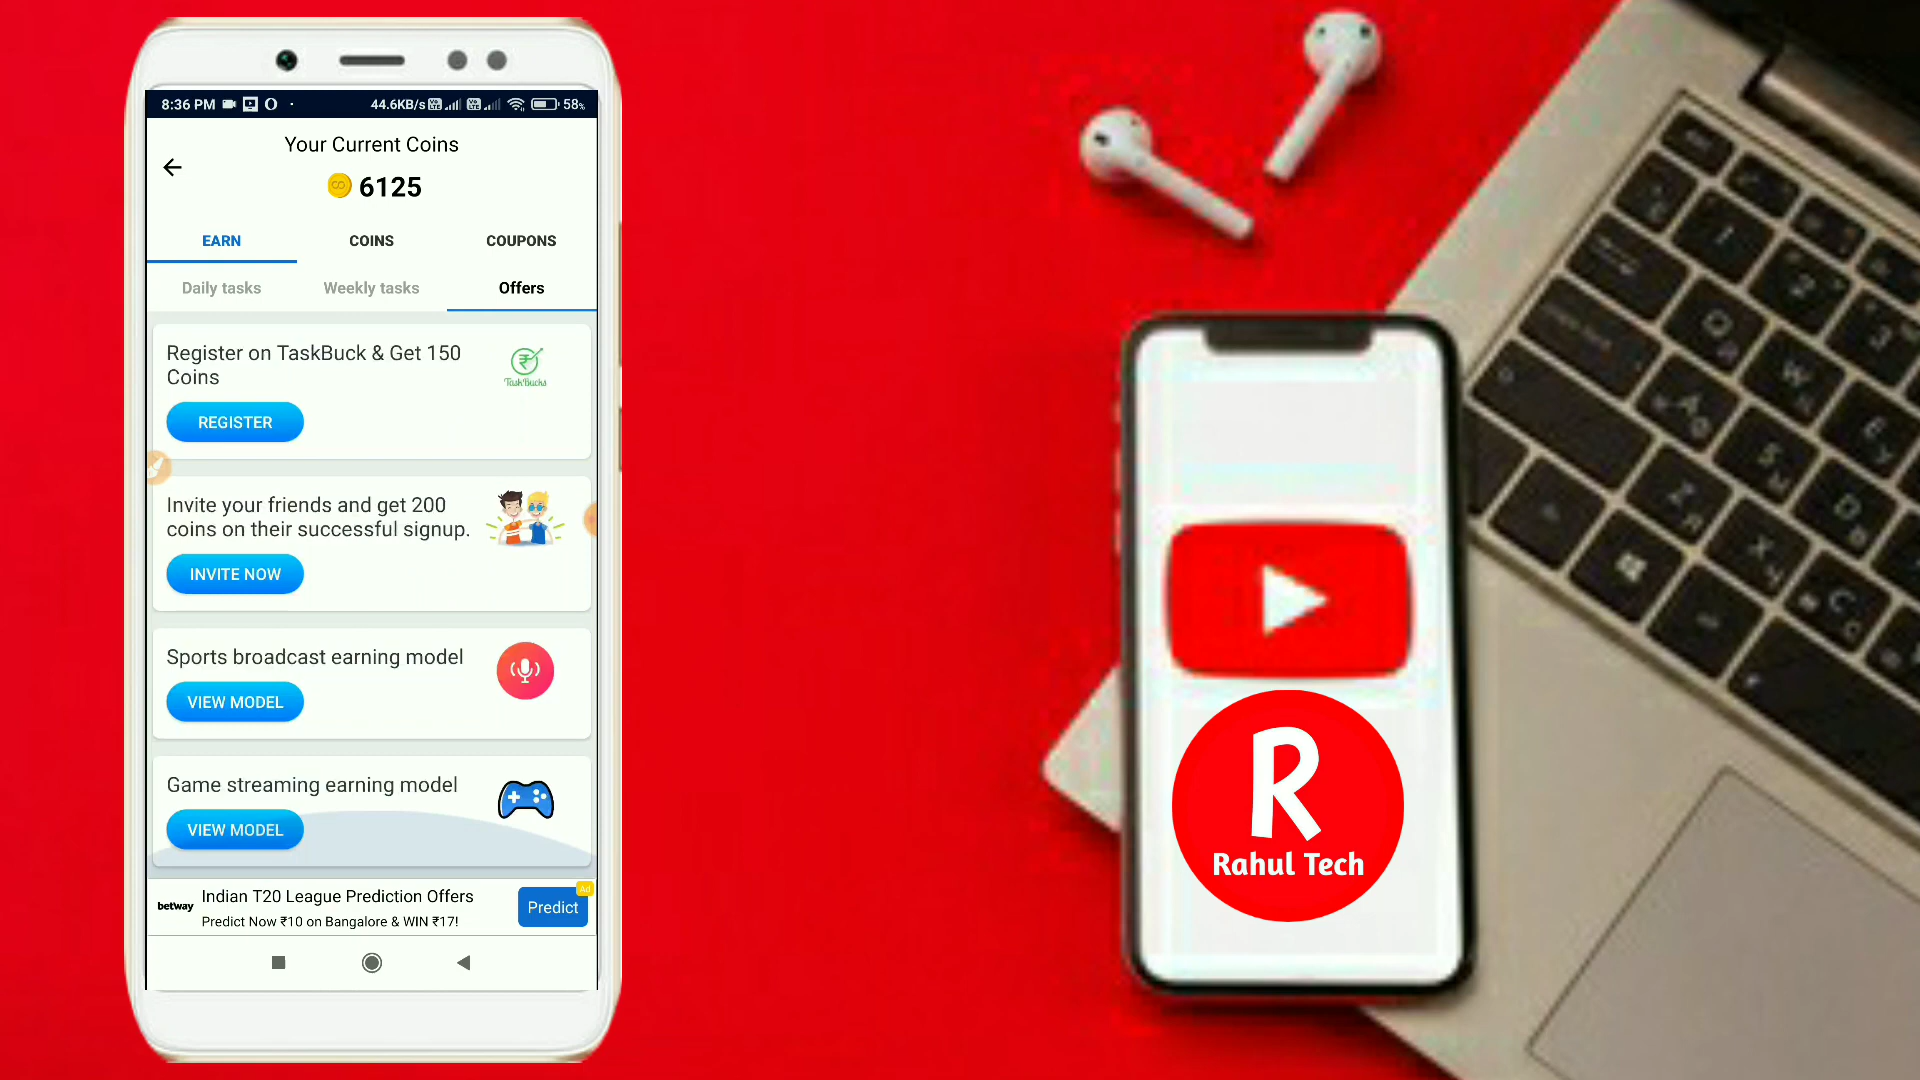 8:36 PM
44.6KB/s
58%
Your Current Coins
6125
EARN
COINS
COUPONS
Daily tasks
Weekly tasks
Offers
Register on TaskBuck & Get 150
Coins
TaskBucks
REGISTER
Invite your friends and get 200
coins on their successful signup.
INVITE NOW
Sports broadcast earning model
VIEW MODEL
Game streaming earning model
VIEW MODEL
betway
Indian T20 League Prediction Offers
Predict Now ₹10 on Bangalore & WIN ₹17!
Ad
Predict
R
Rahul Tech